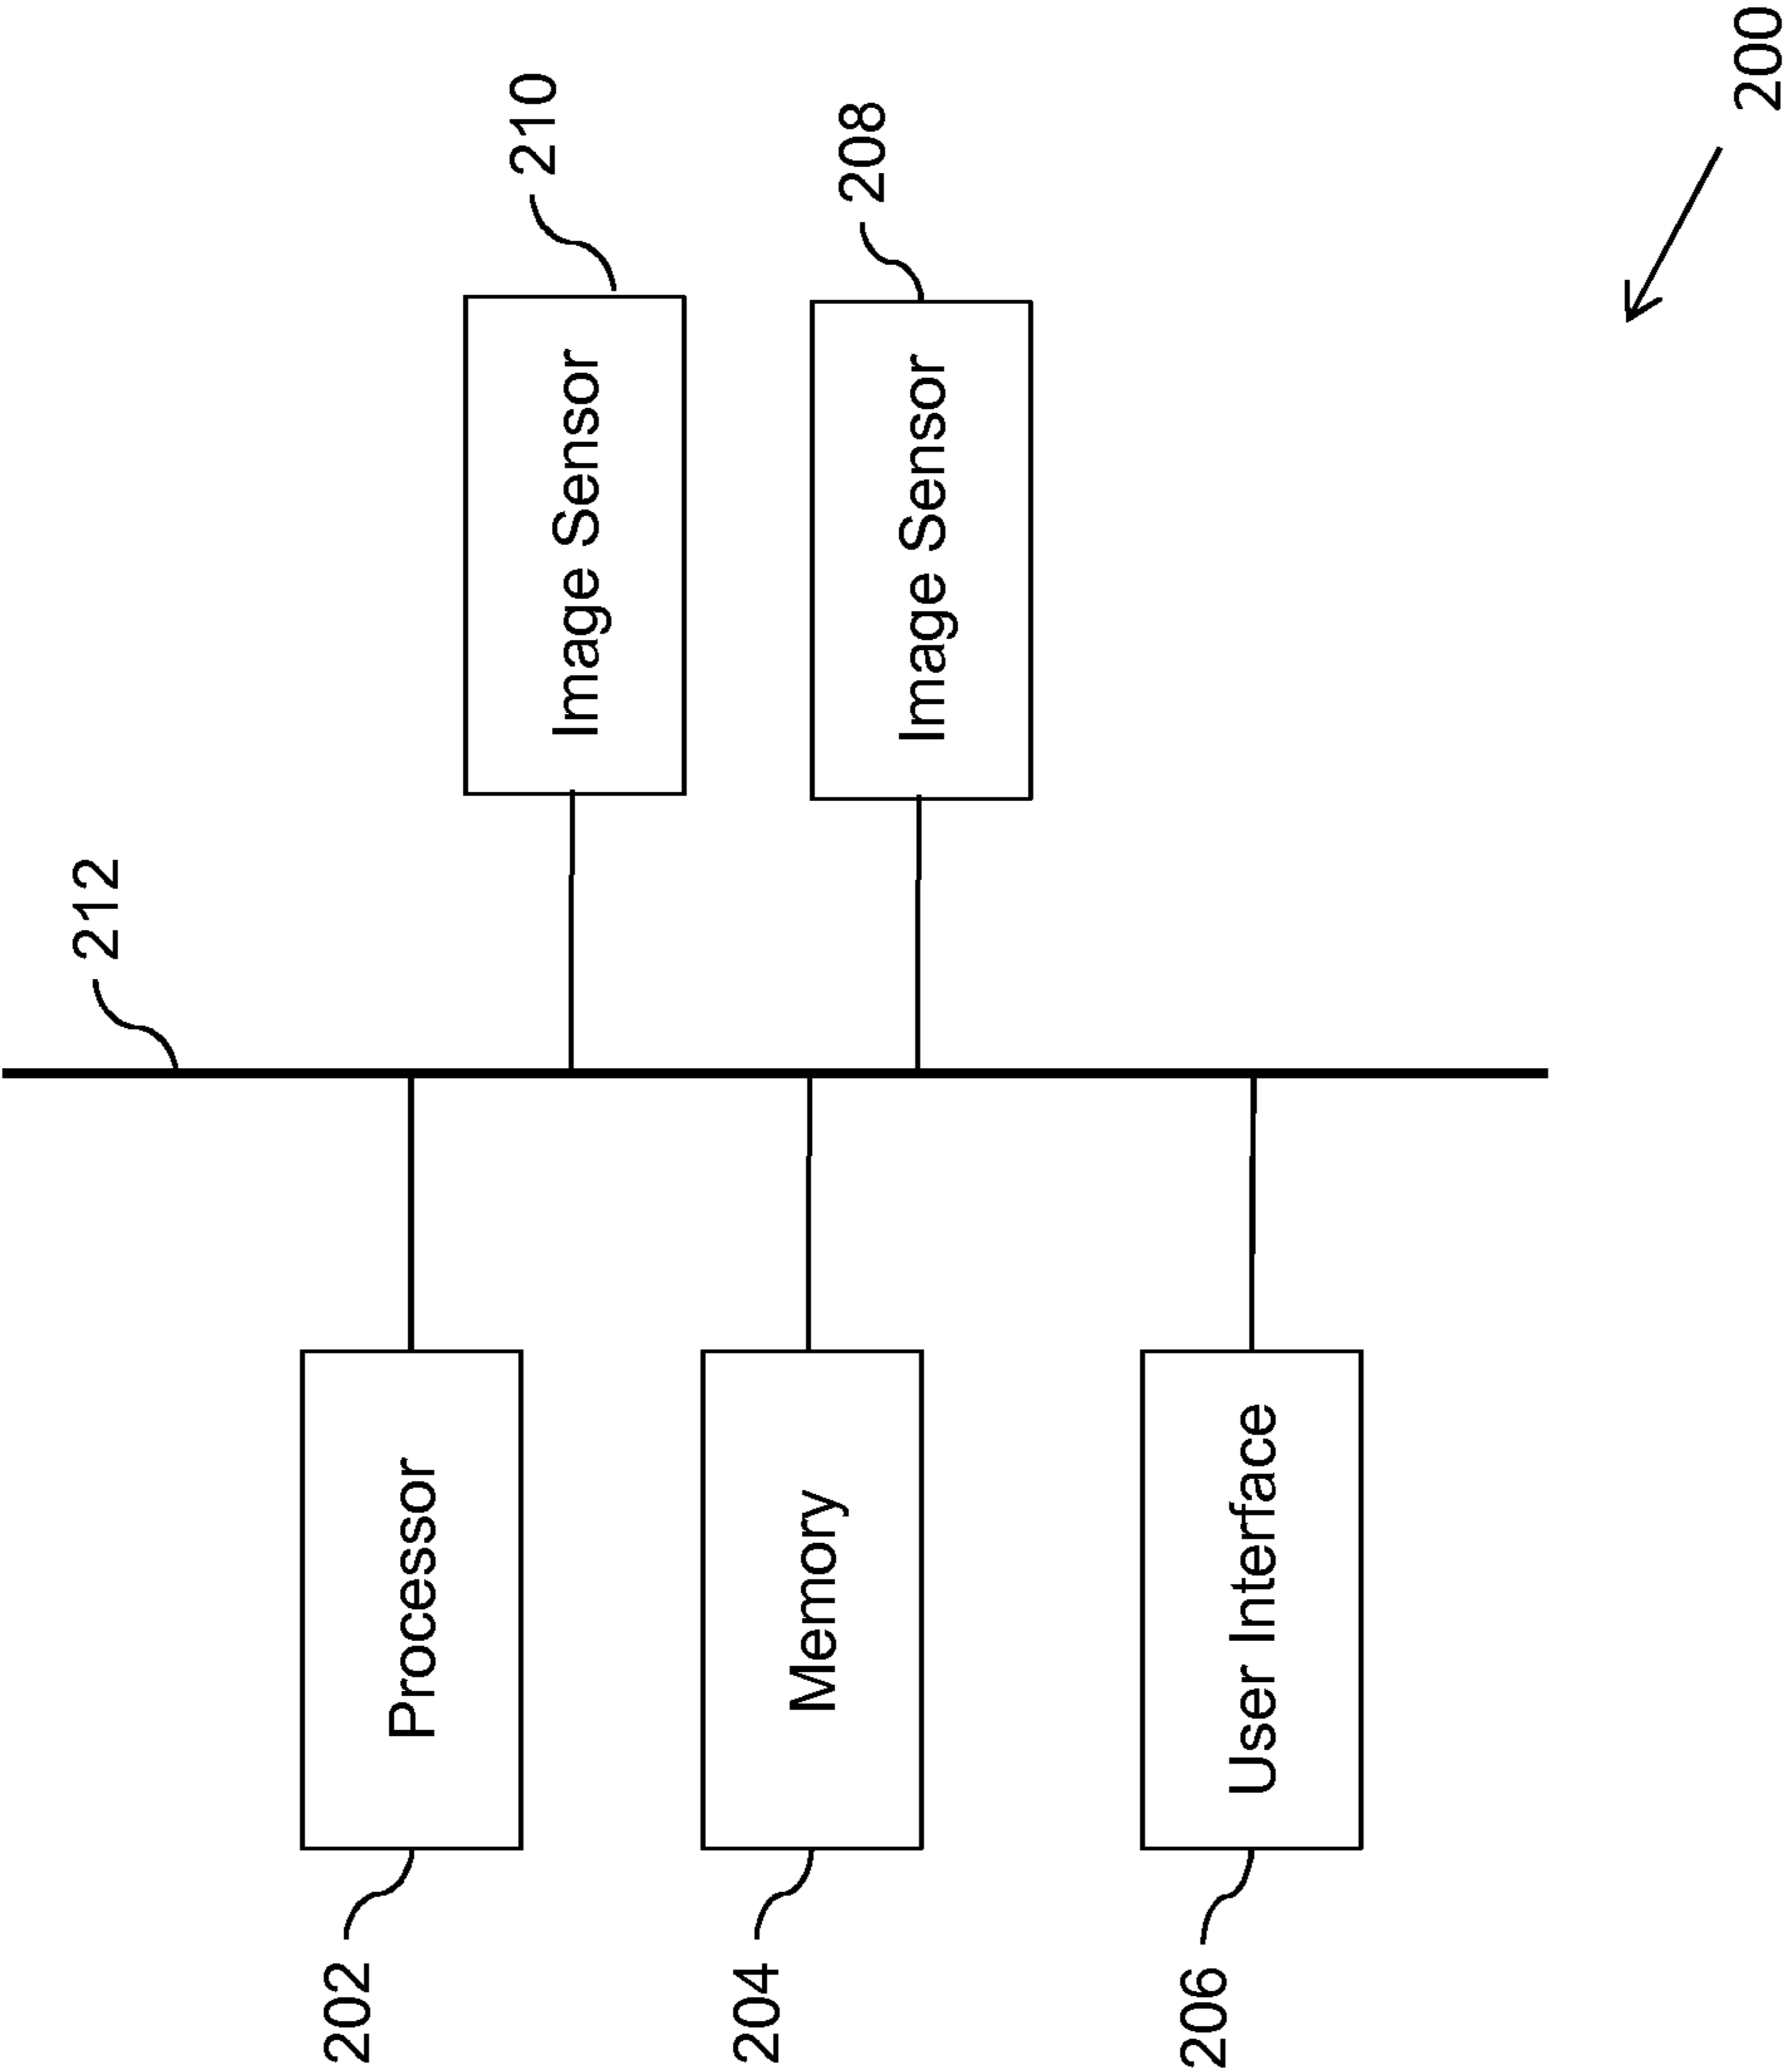 212
202
Processor
210
Image Sensor
204
Memory
208
Image Sensor
206
User Interface
200